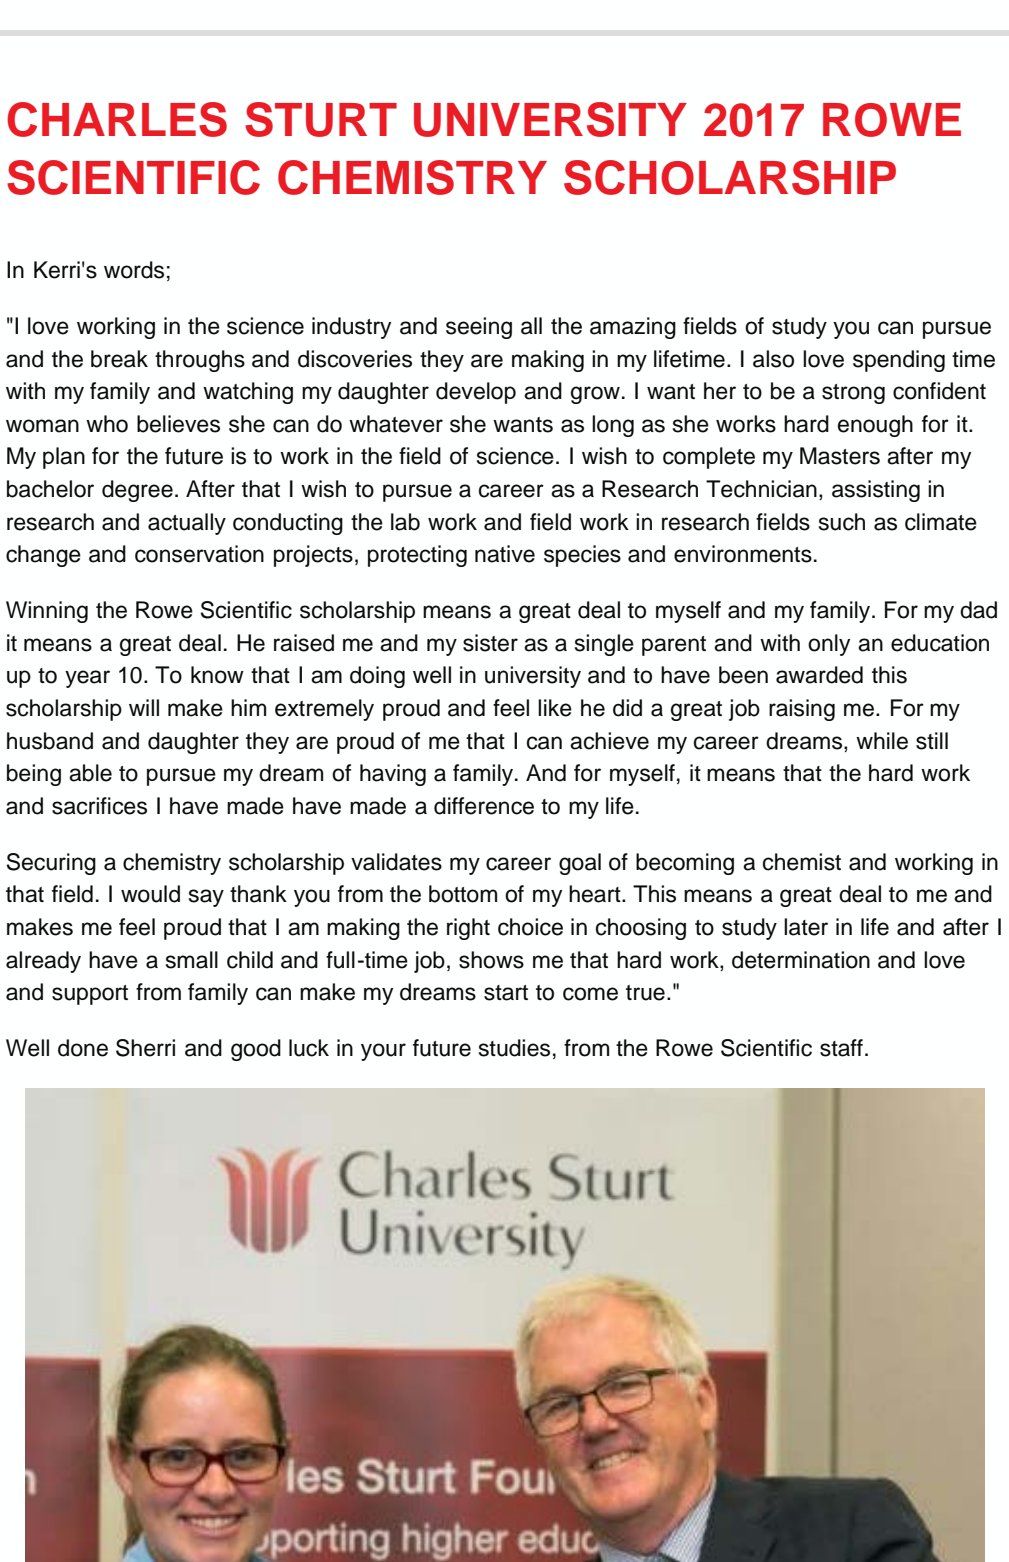 CHARLES STURT UNIVERSITY 2017 ROWE
SCIENTIFIC CHEMISTRY SCHOLARSHIP
In Kerri's words;
"I love working in the science industry and seeing all the amazing fields of study you can pursue
and the break throughs and discoveries they are making in my lifetime. I also love spending time
with my family and watching my daughter develop and grow. I want her to be a strong confident
woman who believes she can do whatever she wants as long as she works hard enough for it.
My plan for the future is to work in the field of science. I wish to complete my Masters after my
bachelor degree. After that I wish to pursue a career as a Research Technician, assisting in
research and actually conducting the lab work and field work in research fields such as climate
change and conservation projects, protecting native species and environments.
Winning the Rowe Scientific scholarship means a great deal to myself and my family. For my dad
it means a great deal. He raised me and my sister as a single parent and with only an education
up to year 10. To know that I am doing well in university and to have been awarded this
scholarship will make him extremely proud and feel like he did a great job raising me. For my
husband and daughter they are proud of me that I can achieve my career dreams, while still
being able to pursue my dream of having a family. And for myself, it means that the hard work
and sacrifices I have made have made a difference to my life.
Securing a chemistry scholarship validates my career goal of becoming a chemist and working in
that field. I would say thank you from the bottom of my heart. This means a great deal to me and
makes me feel proud that I am making the right choice in choosing to study later in life and after I
already have a small child and full-time job, shows me that hard work, determination and love
and support from family can make my dreams start to come true."
Well done Sherri and good luck in your future studies, from the Rowe Scientific staff.
Charles Sturt
University
les Sturt Foun
pporting higher educ